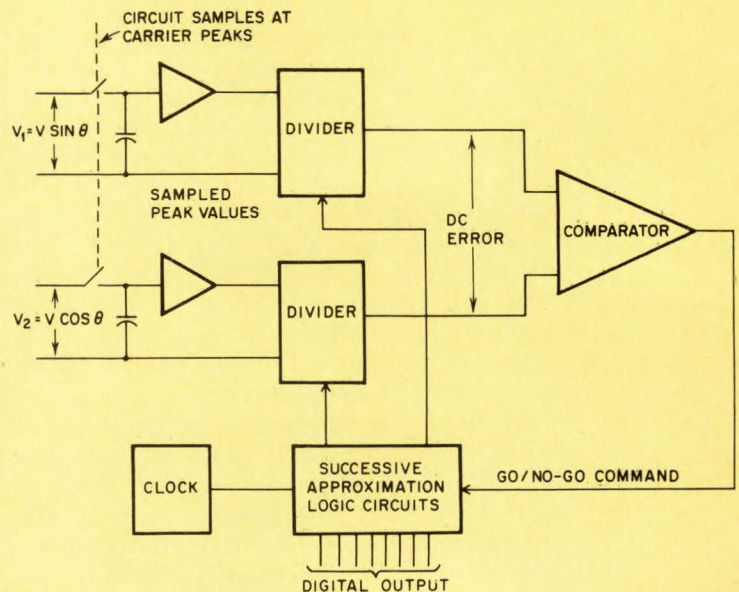 CIRCUIT SAMPLES AT
CARRIER PEAKS
V₁ = V SIN θ
DIVIDER
SAMPLED
PEAK VALUES
DC
ERROR
COMPARATOR
V₂ = V COS θ
DIVIDER
CLOCK
SUCCESSIVE
APPROXIMATION
LOGIC CIRCUITS
GO/NO-GO COMMAND
DIGITAL OUTPUT